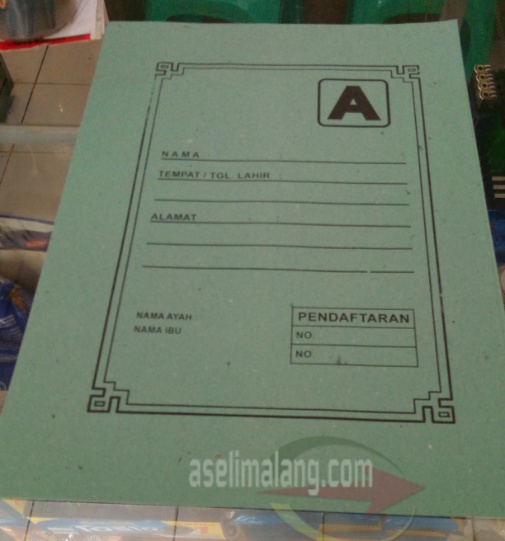 A
NAMA
TEMPAT / TGL. LAHIR
ALAMAT
NAMA AYAH
NAMA IBU
PENDAFTARAN
NO
NO
aselimalang.com